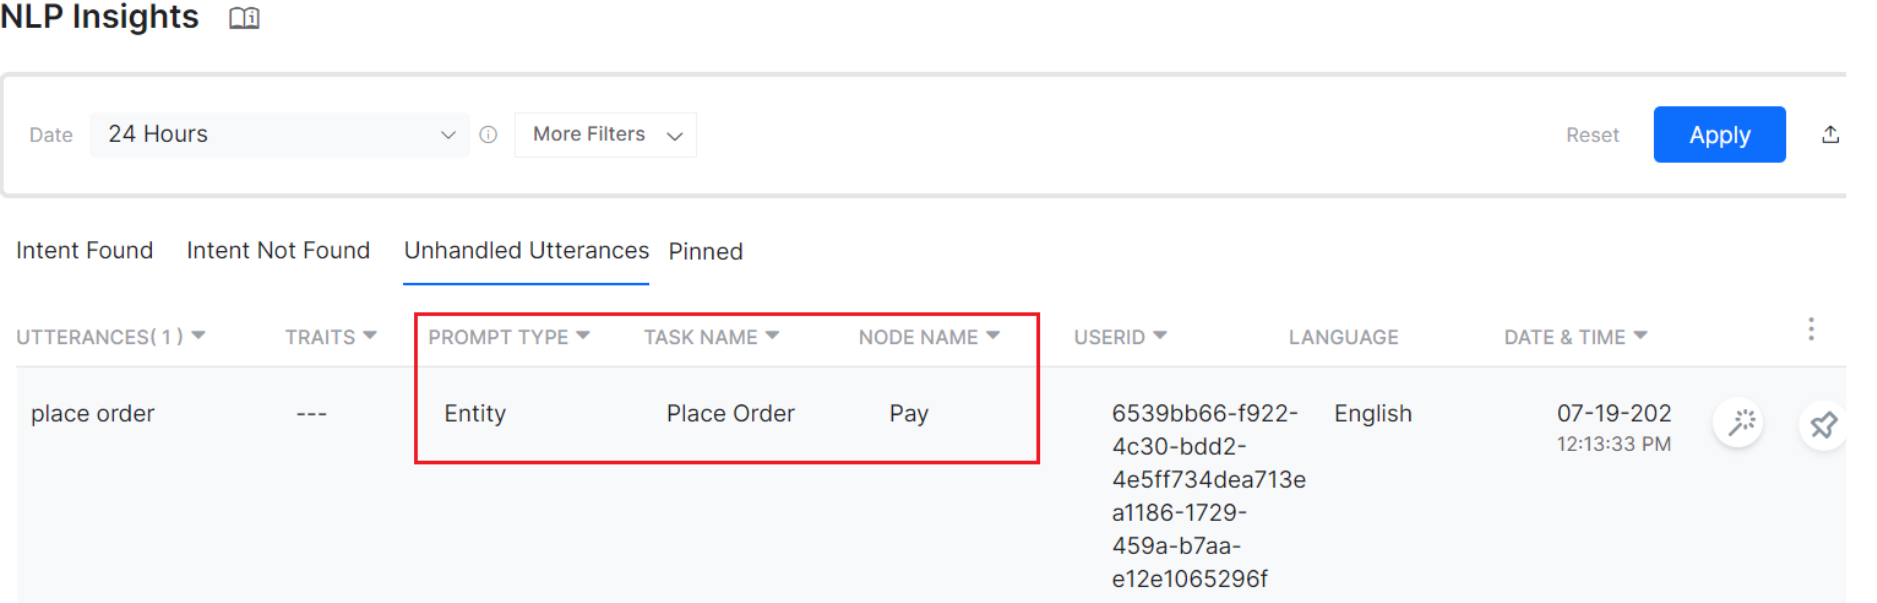 NLP Insights
Date 24 Hours More Filters Reset Apply
Intent Found Intent Not Found Unhandled Utterances Pinned
UTTERANCES( 1 ) TRAITS PROMPT TYPE TASK NAME NODE NAME USERID LANGUAGE DATE & TIME
place order --- Entity Place Order Pay 6539bb66-f922- English 07-19-202
4c30-bdd2- 12:13:33 PM
4e5ff734dea713e
a1186-1729-
459a-b7aa-
e12e1065296f